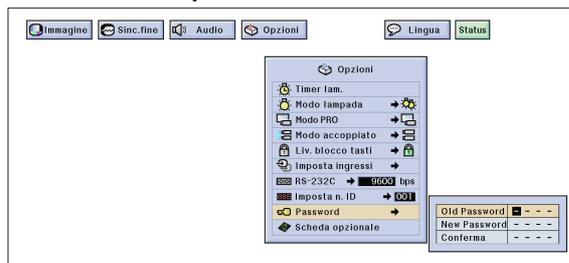 Immagine Sinc.fine Audio Opzioni Lingua Status
Opzioni
Timer lam.
Modo lampada
Modo PRO
Modo accoppiato
Liv. blocco tasti
Imposta ingressi
RS-232C 9600 bps
Imposta n. ID 001
Password
Scheda opzionale
Old Password - - - -
New Password - - - -
Conferma - - - -